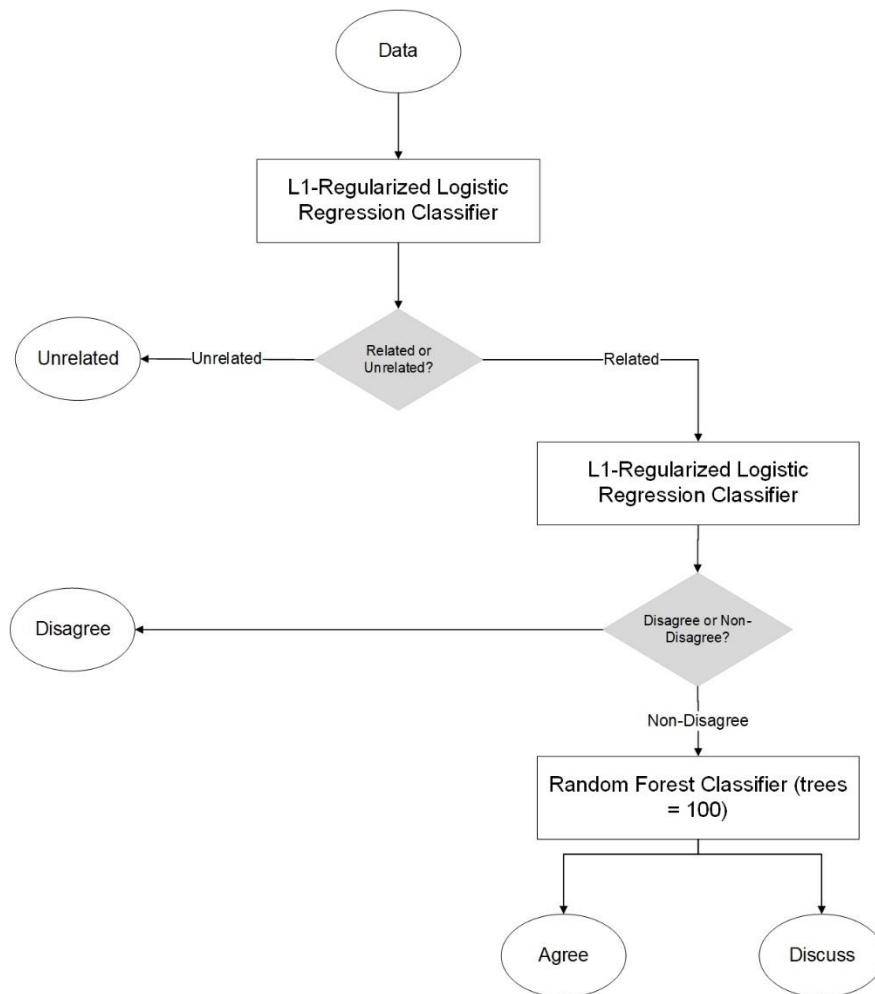 Data
L1-Regularized Logistic
Regression Classifier
Related or
Unrelated?
Unrelated
Unrelated
Related
L1-Regularized Logistic
Regression Classifier
Disagree or Non-
Disagree?
Disagree
Non-Disagree
Random Forest Classifier (trees
= 100)
Agree
Discuss